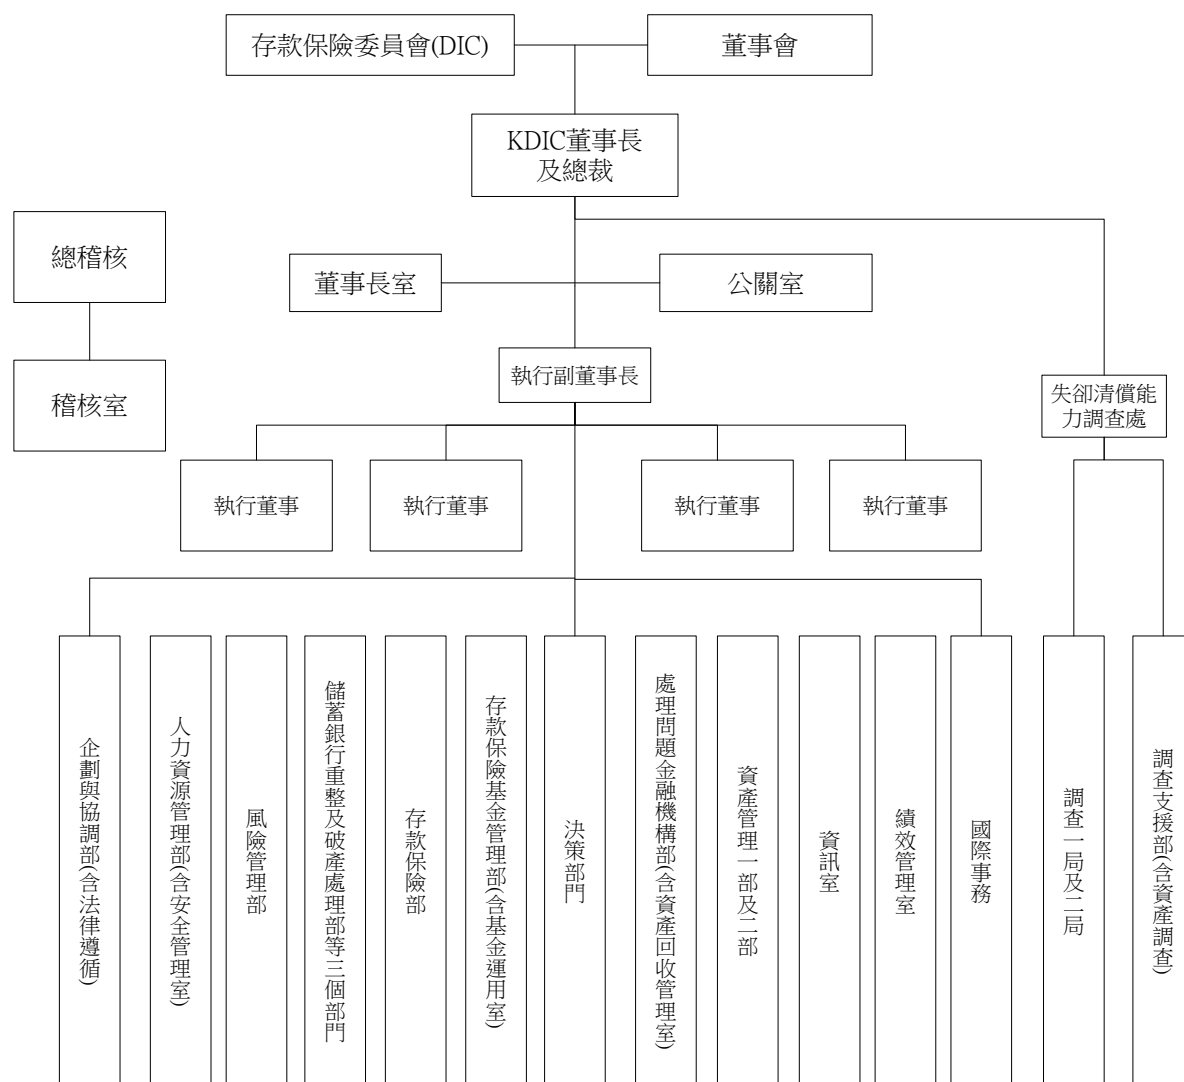 存款保險委員會(DIC)
董事會
KDIC董事長
及總裁
總稽核
董事長室
公關室
稽核室
執行副董事長
失卻清償能
力調查處
執行董事
執行董事
執行董事
執行董事
企劃與協調部(含法律遵循)
人力資源管理部(含安全管理室)
風險管理部
儲蓄銀行重整及破產處理部等三個部門
存款保險部
存款保險基金管理部(含基金運用室)
決策部門
處理問題金融機構部(含資產回收管理室)
資產管理一部及二部
資訊室
績效管理室
國際事務
調查一局及二局
調查支援部(含資產調查)